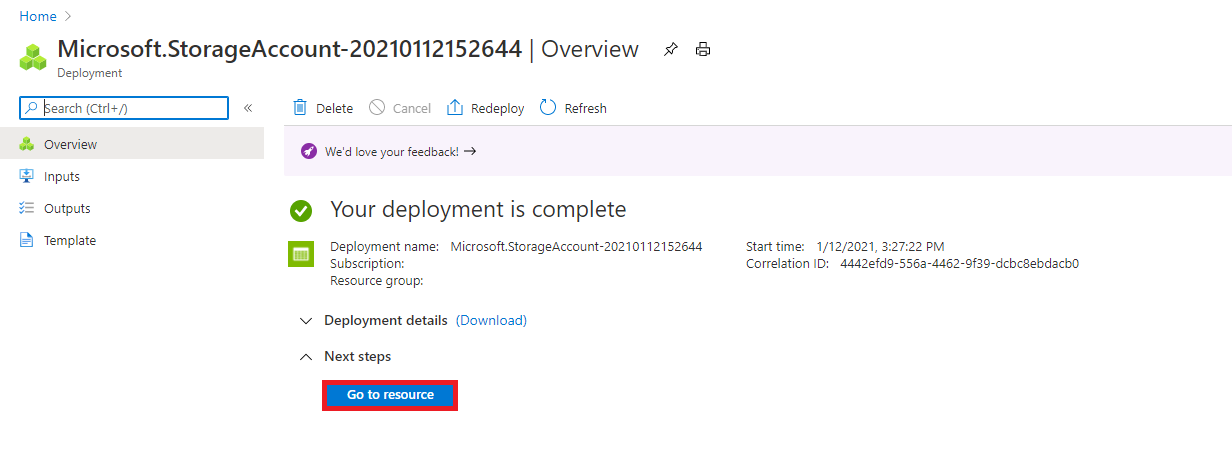 Home
Microsoft.StorageAccount-20210112152644 | Overview
Deployment
Search (Ctrl+/)
«
Delete
Cancel
Redeploy
Refresh
Overview
Inputs
Outputs
Template
We'd love your feedback! →
Your deployment is complete
Deployment name: Microsoft.StorageAccount-20210112152644
Subscription:
Resource group:
Start time: 1/12/2021, 3:27:22 PM
Correlation ID: 4442efd9-556a-4462-9f39-dcbc8ebdacb0
Deployment details (Download)
Next steps
Go to resource